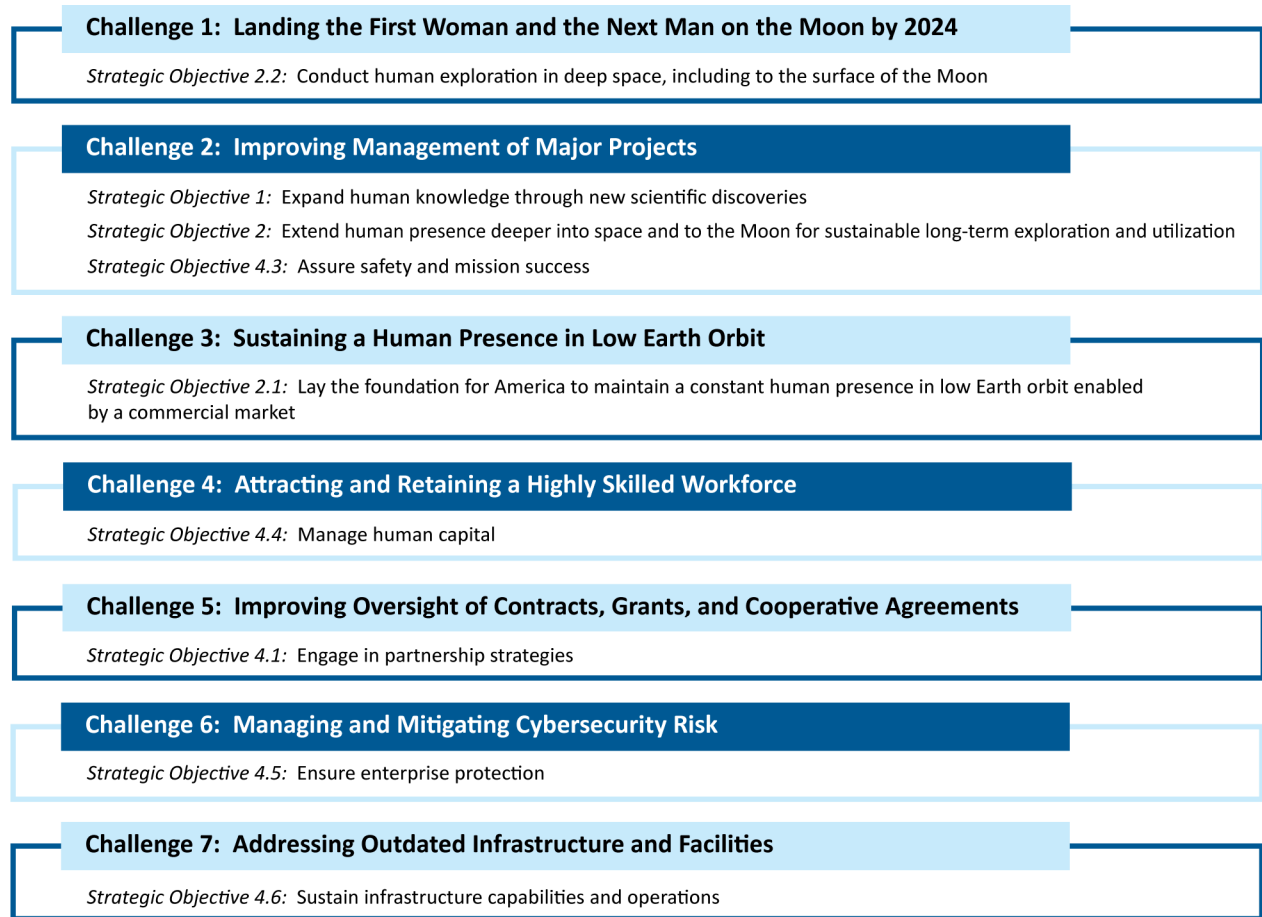 Challenge 1: Landing the First Woman and the Next Man on the Moon by 2024
Strategic Objective 2.2: Conduct human exploration in deep space, including to the surface of the Moon
Challenge 2: Improving Management of Major Projects
Strategic Objective 1: Expand human knowledge through new scientific discoveries
Strategic Objective 2: Extend human presence deeper into space and to the Moon for sustainable long-term exploration and utilization
Strategic Objective 4.3: Assure safety and mission success
Challenge 3: Sustaining a Human Presence in Low Earth Orbit
Strategic Objective 2.1: Lay the foundation for America to maintain a constant human presence in low Earth orbit enabled
by a commercial market
Challenge 4: Attracting and Retaining a Highly Skilled Workforce
Strategic Objective 4.4: Manage human capital
Challenge 5: Improving Oversight of Contracts, Grants, and Cooperative Agreements
Strategic Objective 4.1: Engage in partnership strategies
Challenge 6: Managing and Mitigating Cybersecurity Risk
Strategic Objective 4.5: Ensure enterprise protection
Challenge 7: Addressing Outdated Infrastructure and Facilities
Strategic Objective 4.6: Sustain infrastructure capabilities and operations